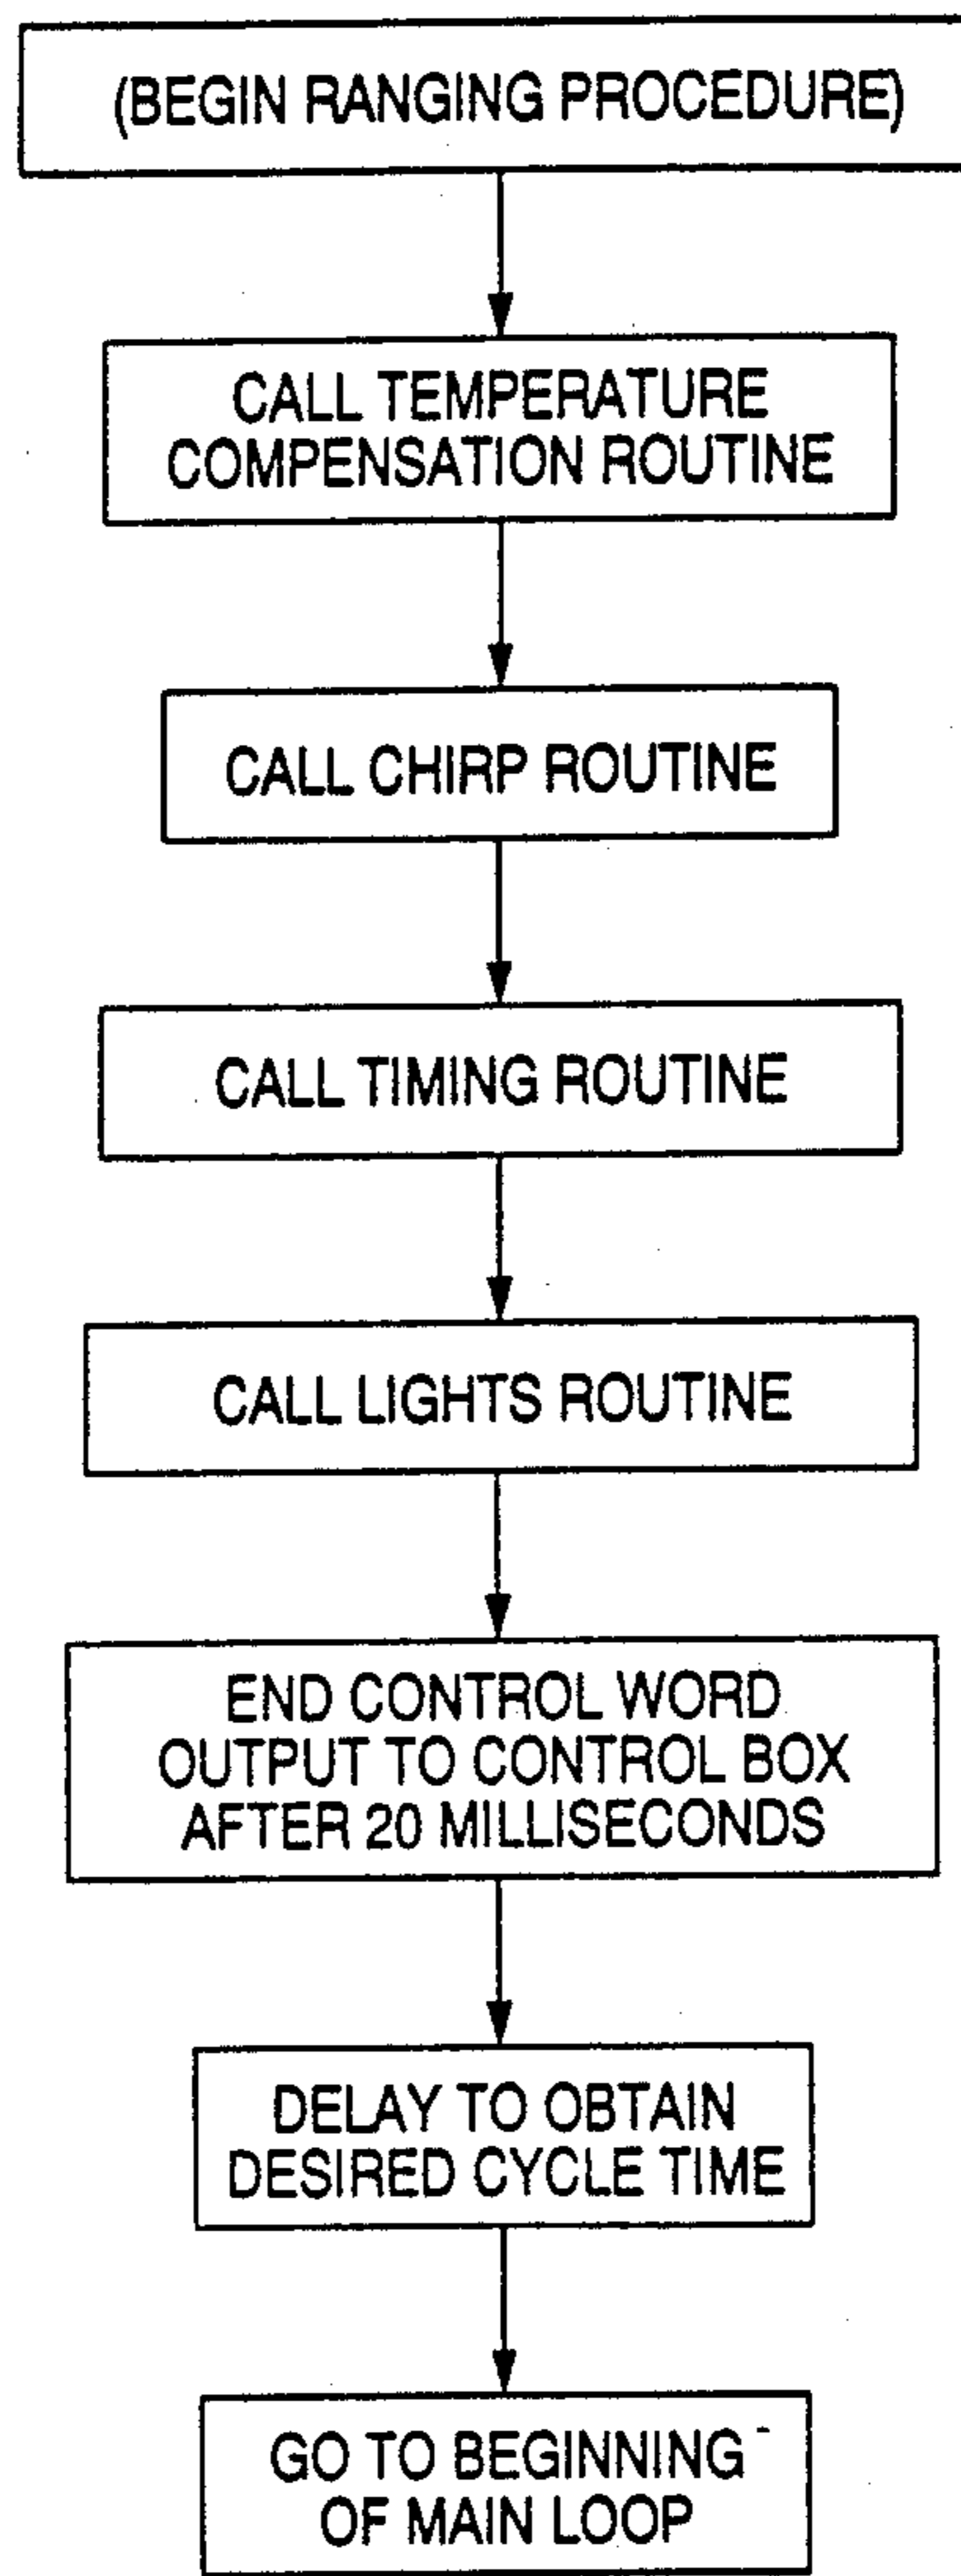 (BEGIN RANGING PROCEDURE)
CALL TEMPERATURE
COMPENSATION ROUTINE
CALL CHIRP ROUTINE
CALL TIMING ROUTINE
CALL LIGHTS ROUTINE
END CONTROL WORD
OUTPUT TO CONTROL BOX
AFTER 20 MILLISECONDS
DELAY TO OBTAIN
DESIRED CYCLE TIME
GO TO BEGINNING
OF MAIN LOOP